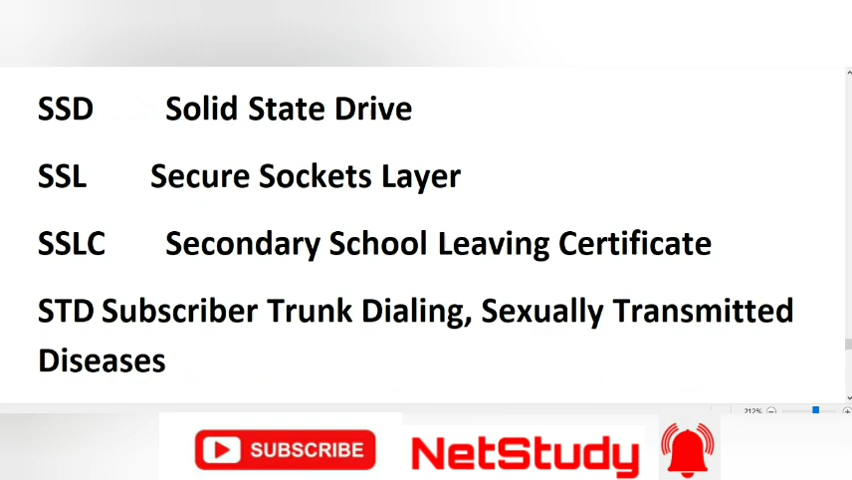 SSD Solid State Drive
SSL Secure Sockets Layer
SSLC Secondary School Leaving Certificate
STD Subscriber Trunk Dialing, Sexually Transmitted
Diseases
212%
SUBSCRIBE NetStudy